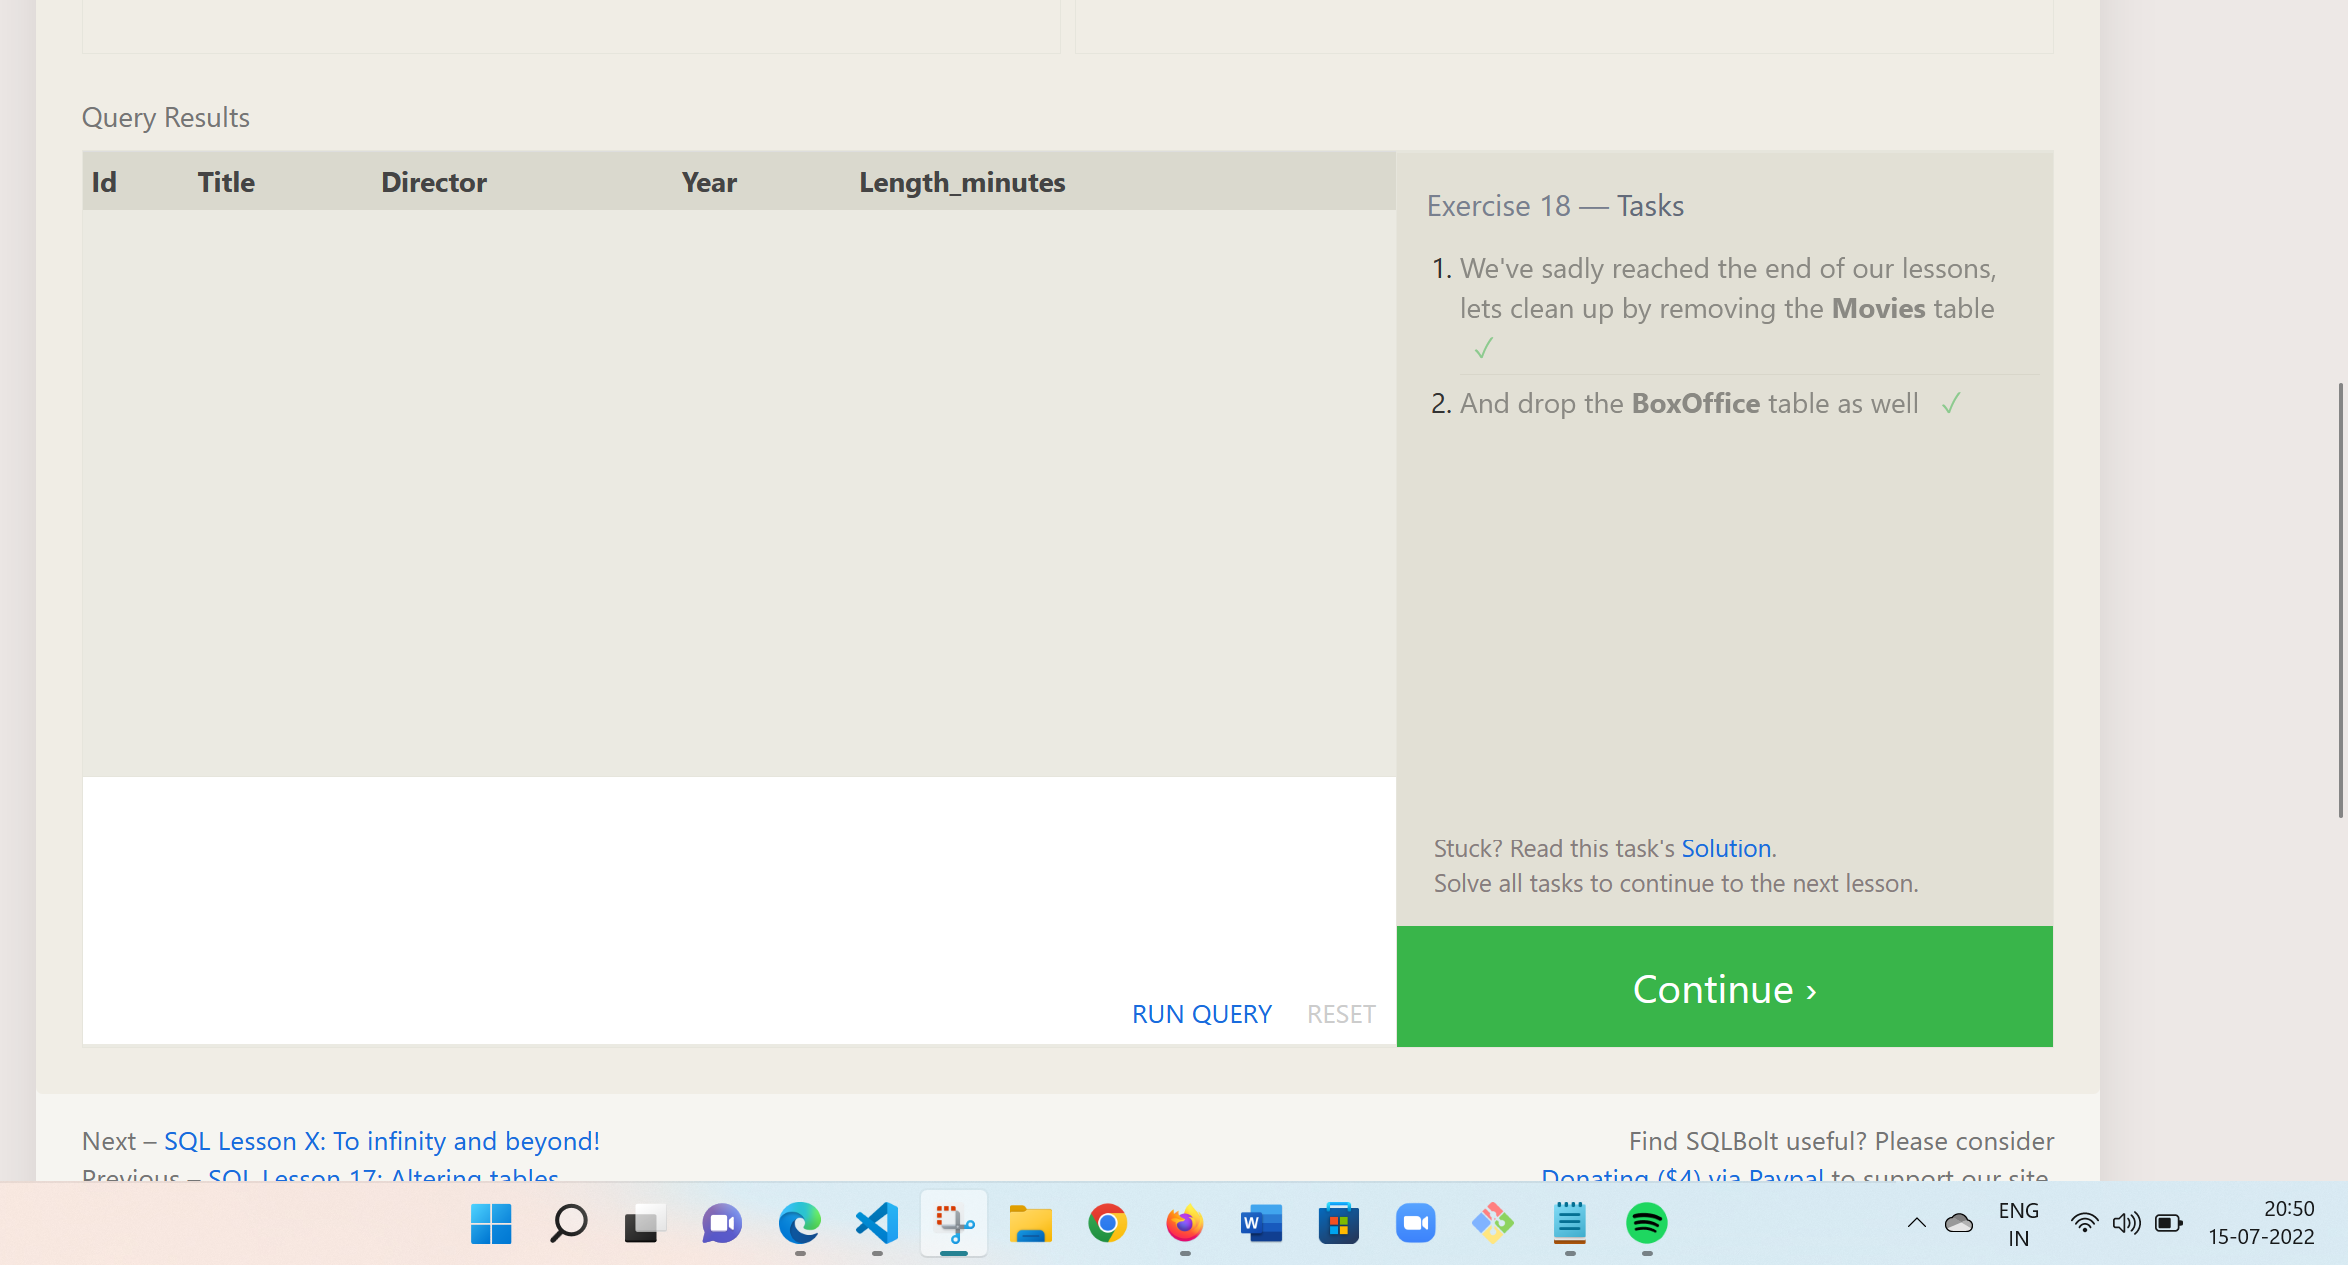 Query Results
Id Title Director Year Length_minutes
Exercise 18 — Tasks
1. We've sadly reached the end of our lessons,
lets clean up by removing the Movies table
✓
2. And drop the BoxOffice table as well ✓
Stuck? Read this task's Solution.
Solve all tasks to continue to the next lesson.
RUN QUERY RESET
Continue ›
Next – SQL Lesson X: To infinity and beyond!
Find SQLBolt useful? Please consider
Previous – SQL Lesson 17: Altering tables
Donating ($4) via Paypal to support our site.
W
ENG
IN
20:50
15-07-2022